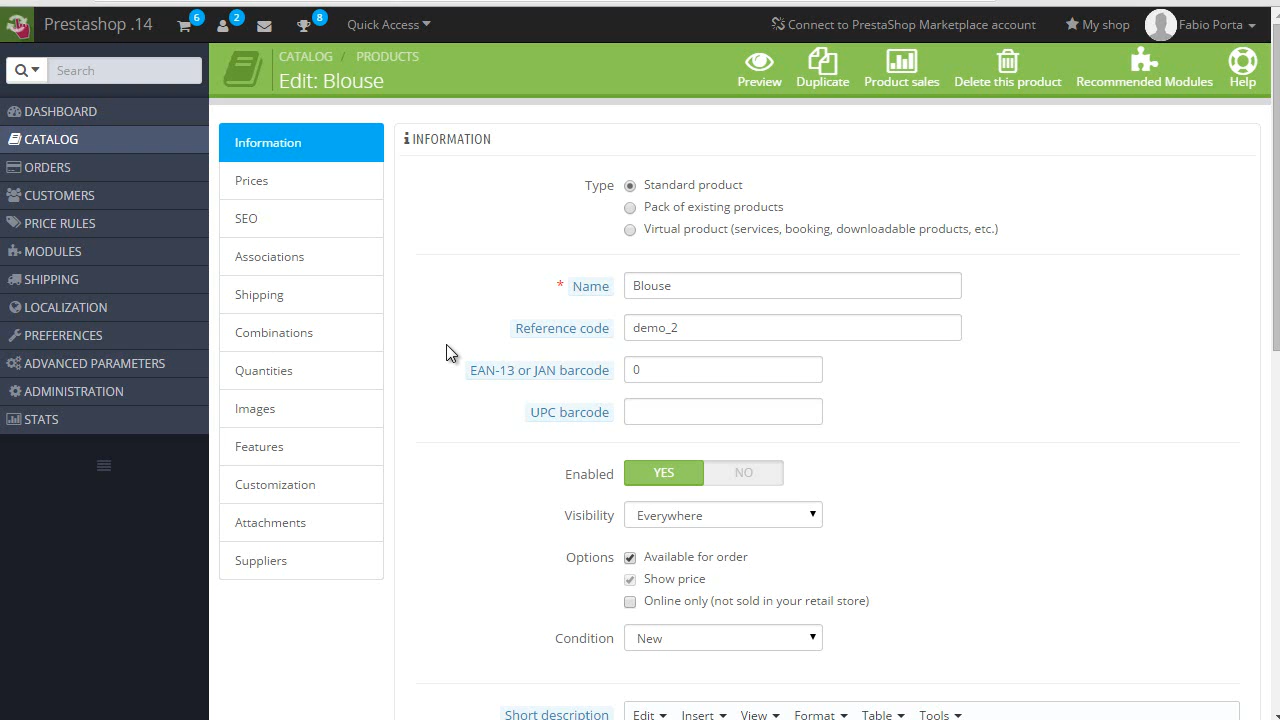 Prestashop .14 6 2 8 Quick Access Connect to PrestaShop Marketplace account My shop Fabio Porta
Search
DASHBOARD
CATALOG
ORDERS
CUSTOMERS
PRICE RULES
MODULES
SHIPPING
LOCALIZATION
PREFERENCES
ADVANCED PARAMETERS
ADMINISTRATION
STATS
CATALOG / PRODUCTS
Edit: Blouse
Preview Duplicate Product sales Delete this product Recommended Modules Help
Information
Prices
SEO
Associations
Shipping
Combinations
Quantities
Images
Features
Customization
Attachments
Suppliers
INFORMATION
Type Standard product
Pack of existing products
Virtual product (services, booking, downloadable products, etc.)
* Name Blouse
Reference code demo_2
EAN-13 or JAN barcode 0
UPC barcode
Enabled YES NO
Visibility Everywhere
Options Available for order
Show price
Online only (not sold in your retail store)
Condition New
Short description Edit Insert View Format Table Tools